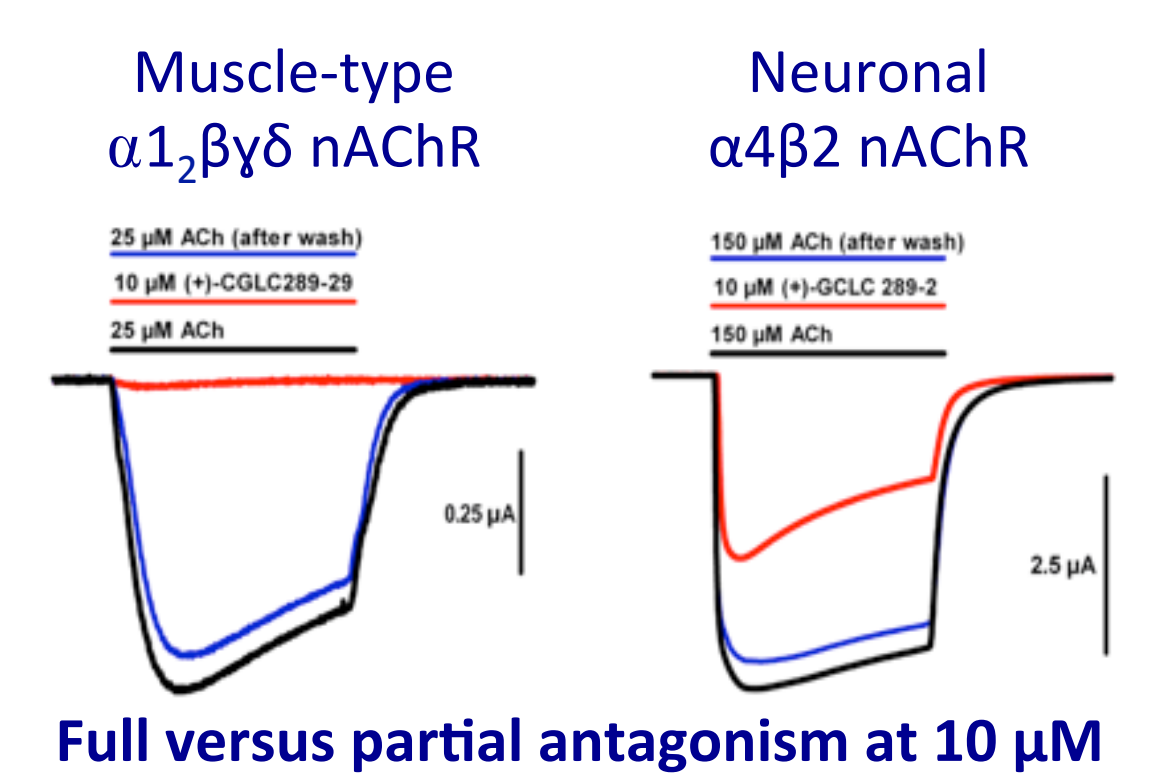 Muscle-type
α1₂βɣδ nAChR
25 µM ACh (after wash)
10 µM (+)-CGLC289-29
25 µM ACh
0.25 µA
Neuronal
α4β2 nAChR
150 µM ACh (after wash)
10 µM (+)-GCLC 289-2
150 µM ACh
2.5 µA
Full versus partial antagonism at 10 µM